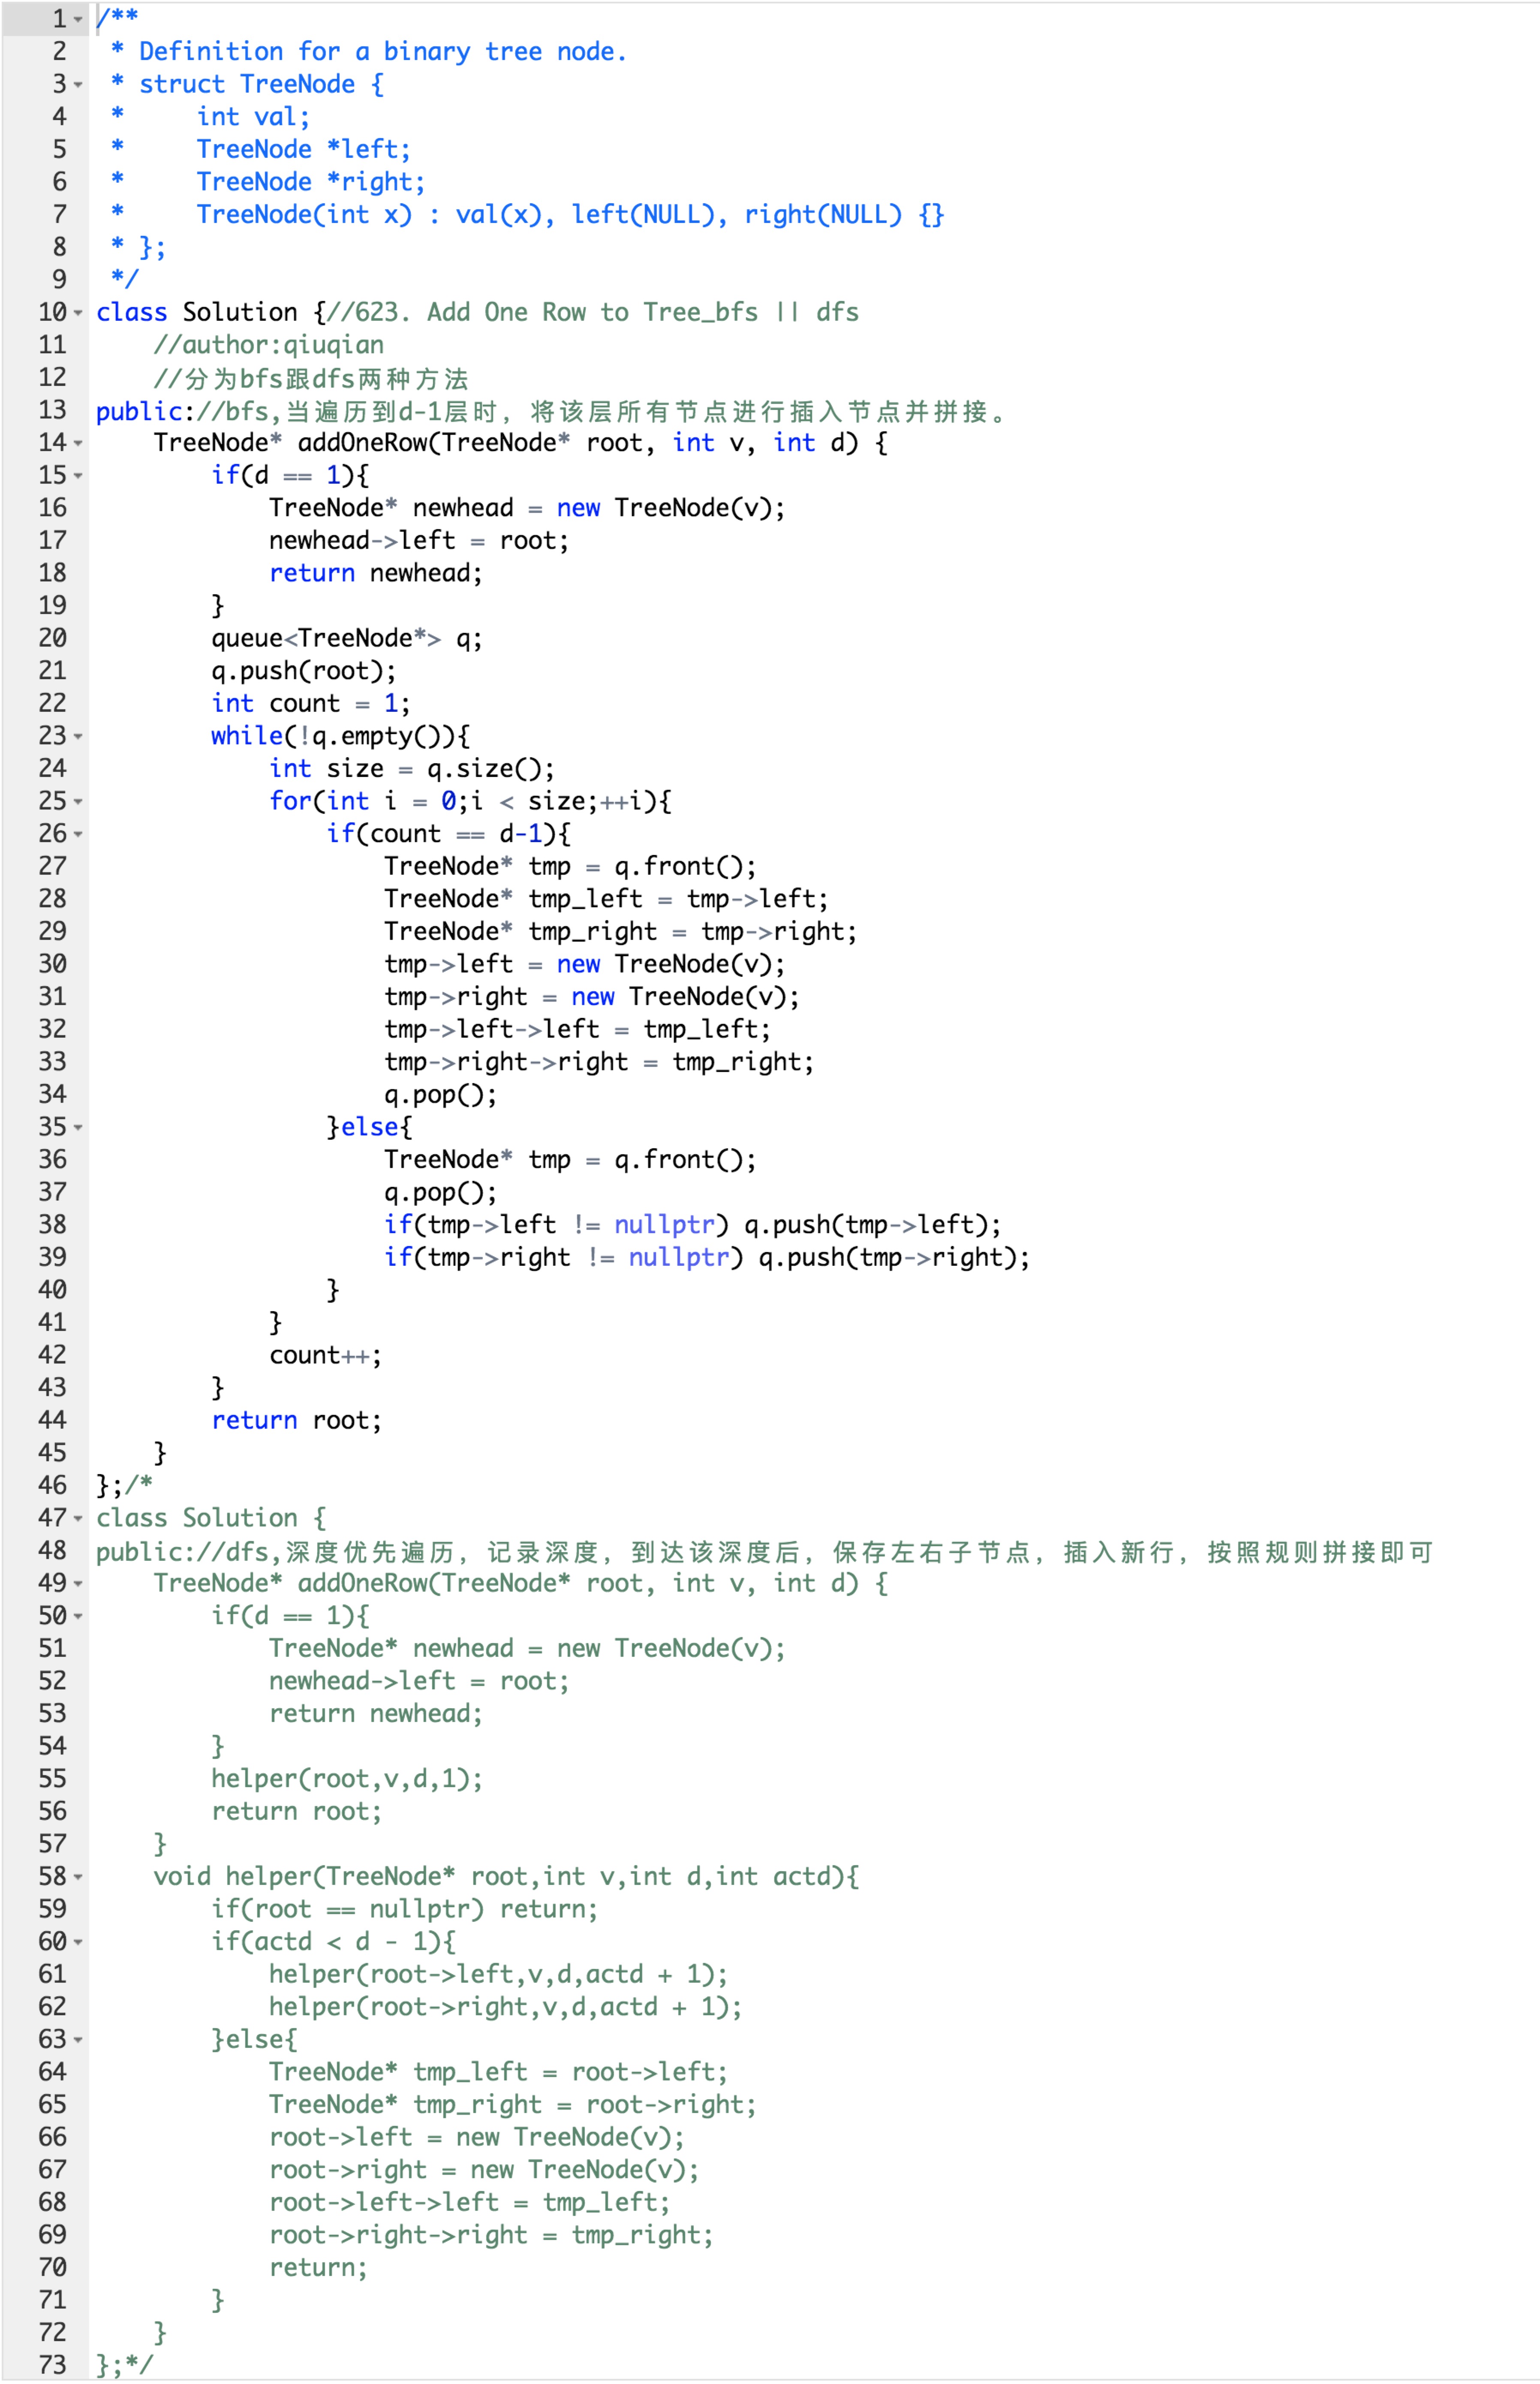 1 /**
2  * Definition for a binary tree node.
3  * struct TreeNode {
4  *     int val;
5  *     TreeNode *left;
6  *     TreeNode *right;
7  *     TreeNode(int x) : val(x), left(NULL), right(NULL) {}
8  * };
9  */
10 class Solution {//623. Add One Row to Tree_bfs || dfs
11     //author:qiuqian
12     //分为bfs跟dfs两种方法
13 public://bfs,当遍历到d-1层时，将该层所有节点进行插入节点并拼接。
14     TreeNode* addOneRow(TreeNode* root, int v, int d) {
15         if(d == 1){
16             TreeNode* newhead = new TreeNode(v);
17             newhead->left = root;
18             return newhead;
19         }
20         queue<TreeNode*> q;
21         q.push(root);
22         int count = 1;
23         while(!q.empty()){
24             int size = q.size();
25             for(int i = 0;i < size;++i){
26                 if(count == d-1){
27                     TreeNode* tmp = q.front();
28                     TreeNode* tmp_left = tmp->left;
29                     TreeNode* tmp_right = tmp->right;
30                     tmp->left = new TreeNode(v);
31                     tmp->right = new TreeNode(v);
32                     tmp->left->left = tmp_left;
33                     tmp->right->right = tmp_right;
34                     q.pop();
35                 }else{
36                     TreeNode* tmp = q.front();
37                     q.pop();
38                     if(tmp->left != nullptr) q.push(tmp->left);
39                     if(tmp->right != nullptr) q.push(tmp->right);
40                 }
41             }
42             count++;
43         }
44         return root;
45     }
46 };/*
47 class Solution {
48 public://dfs,深度优先遍历，记录深度，到达该深度后，保存左右子节点，插入新行，按照规则拼接即可
49     TreeNode* addOneRow(TreeNode* root, int v, int d) {
50         if(d == 1){
51             TreeNode* newhead = new TreeNode(v);
52             newhead->left = root;
53             return newhead;
54         }
55         helper(root,v,d,1);
56         return root;
57     }
58     void helper(TreeNode* root,int v,int d,int actd){
59         if(root == nullptr) return;
60         if(actd < d - 1){
61             helper(root->left,v,d,actd + 1);
62             helper(root->right,v,d,actd + 1);
63         }else{
64             TreeNode* tmp_left = root->left;
65             TreeNode* tmp_right = root->right;
66             root->left = new TreeNode(v);
67             root->right = new TreeNode(v);
68             root->left->left = tmp_left;
69             root->right->right = tmp_right;
70             return;
71         }
72     }
73 };*/